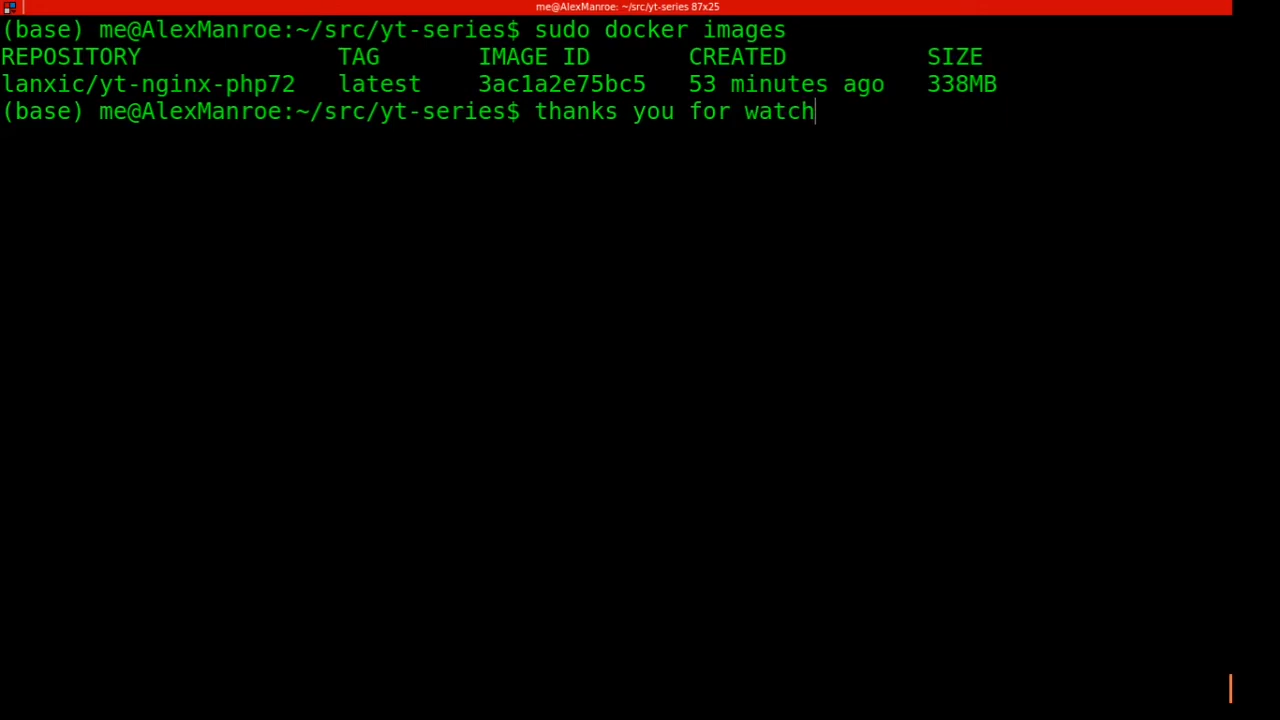 me@AlexManroe: ~/src/yt-series 87x25
(base) me@AlexManroe:~/src/yt-series$ sudo docker images
REPOSITORY TAG IMAGE ID CREATED SIZE
lanxic/yt-nginx-php72 latest 3ac1a2e75bc5 53 minutes ago 338MB
(base) me@AlexManroe:~/src/yt-series$ thanks you for watch